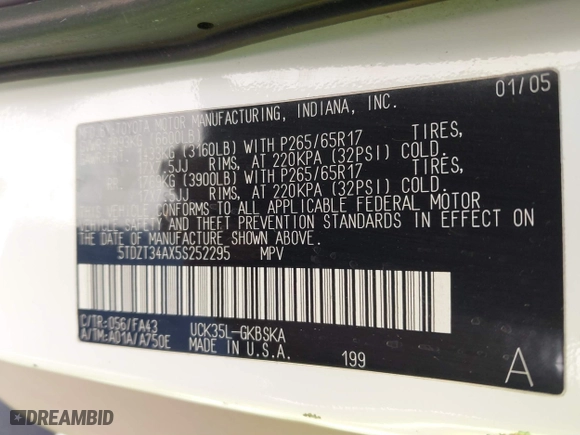 01/05
TOYOTA MOTOR MANUFACTURING, INDIANA, INC.
(3160LB) WITH P265/65R17 TIRES,
5JJ RIMS, AT 220KPA (32PSI) COLD.
KG (3900LB) WITH P265/65R17 TIRES,
5JJ RIMS, AT 220KPA (32PSI) COLD.
CONFORMS TO ALL APPLICABLE FEDERAL MOTOR
VEHICLE SAFETY AND THEFT PREVENTION STANDARDS IN EFFECT ON
THE DATE OF MANUFACTURE SHOWN ABOVE.
5TDZT34AX5S252295 MPV
C/TR:056/FA43 UCK35L-GKBSKA
A/TM:A01A/A750E MADE IN U.S.A. 199 A
DREAMBID